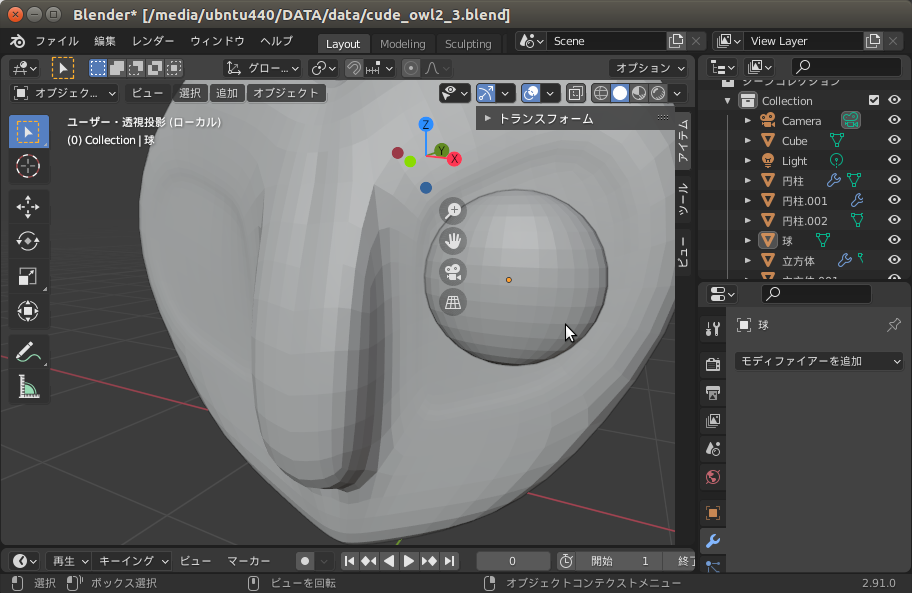 Blender* [/media/ubntu440/DATA/data/cude_owl2_3.blend]
ファイル 編集 レンダー ウィンドウ ヘルプ Layout Modeling Sculpting Scene View Layer
グロー... オプション
オブジェク... ビュー 選択 追加 オブジェクト
ユーザー・透視投影 (ローカル)
(0) Collection | 球
トランスフォーム
Z
Y
X
アイテム
ツール
ビュー
シーンコレクション
Collection
Camera
Cube
Light
円柱
円柱.001
円柱.002
球
立方体
立方体.001
球
モディファイアーを追加
再生 キーイング ビュー マーカー 0 開始 1 終了
選択 ボックス選択 ビューを回転 オブジェクトコンテクストメニュー 2.91.0